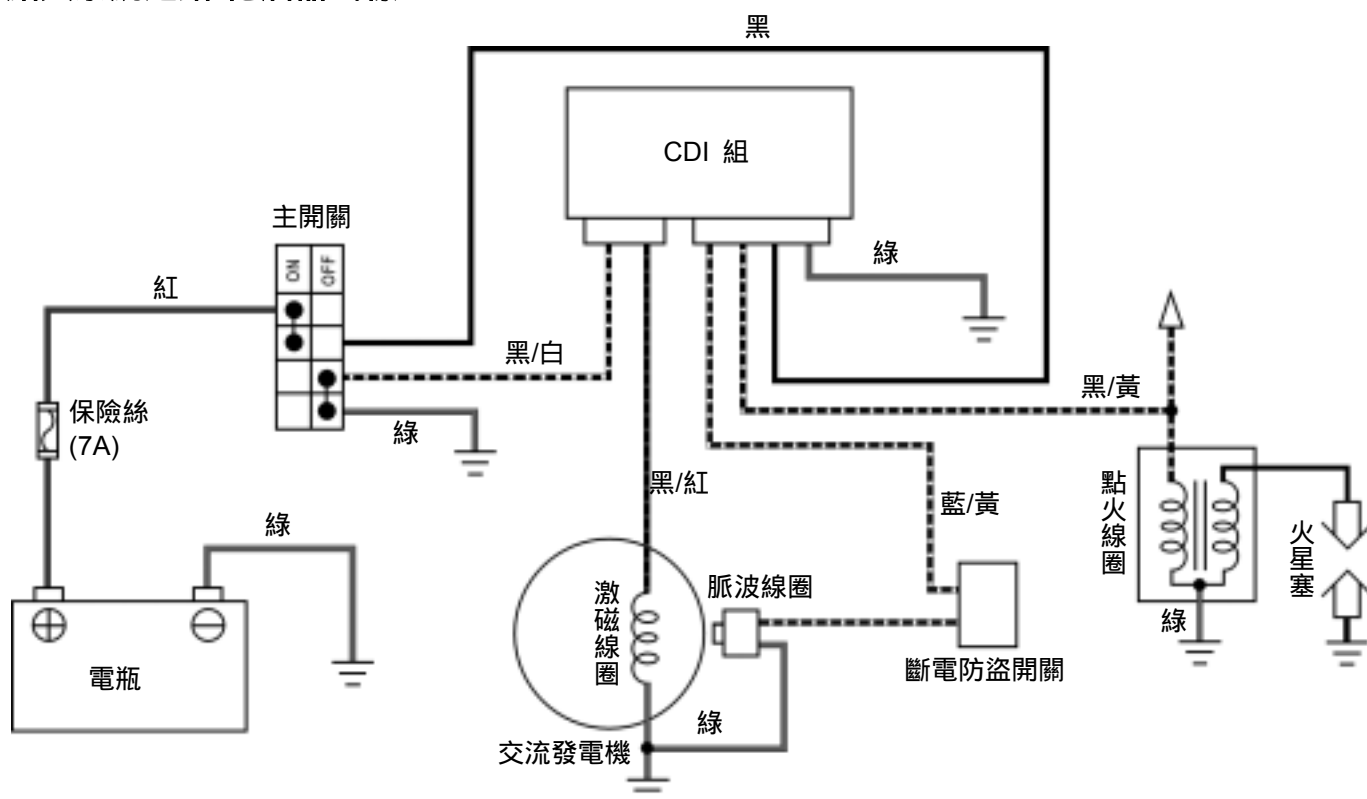 黑
CDI 組
主開關
ON
OFF
綠
紅
黑/白
黑/黃
保險絲
(7A)
綠
黑/紅
藍/黃
點火線圈
火星塞
綠
激磁線圈
脈波線圈
綠
電瓶
斷電防盜開關
綠
交流發電機